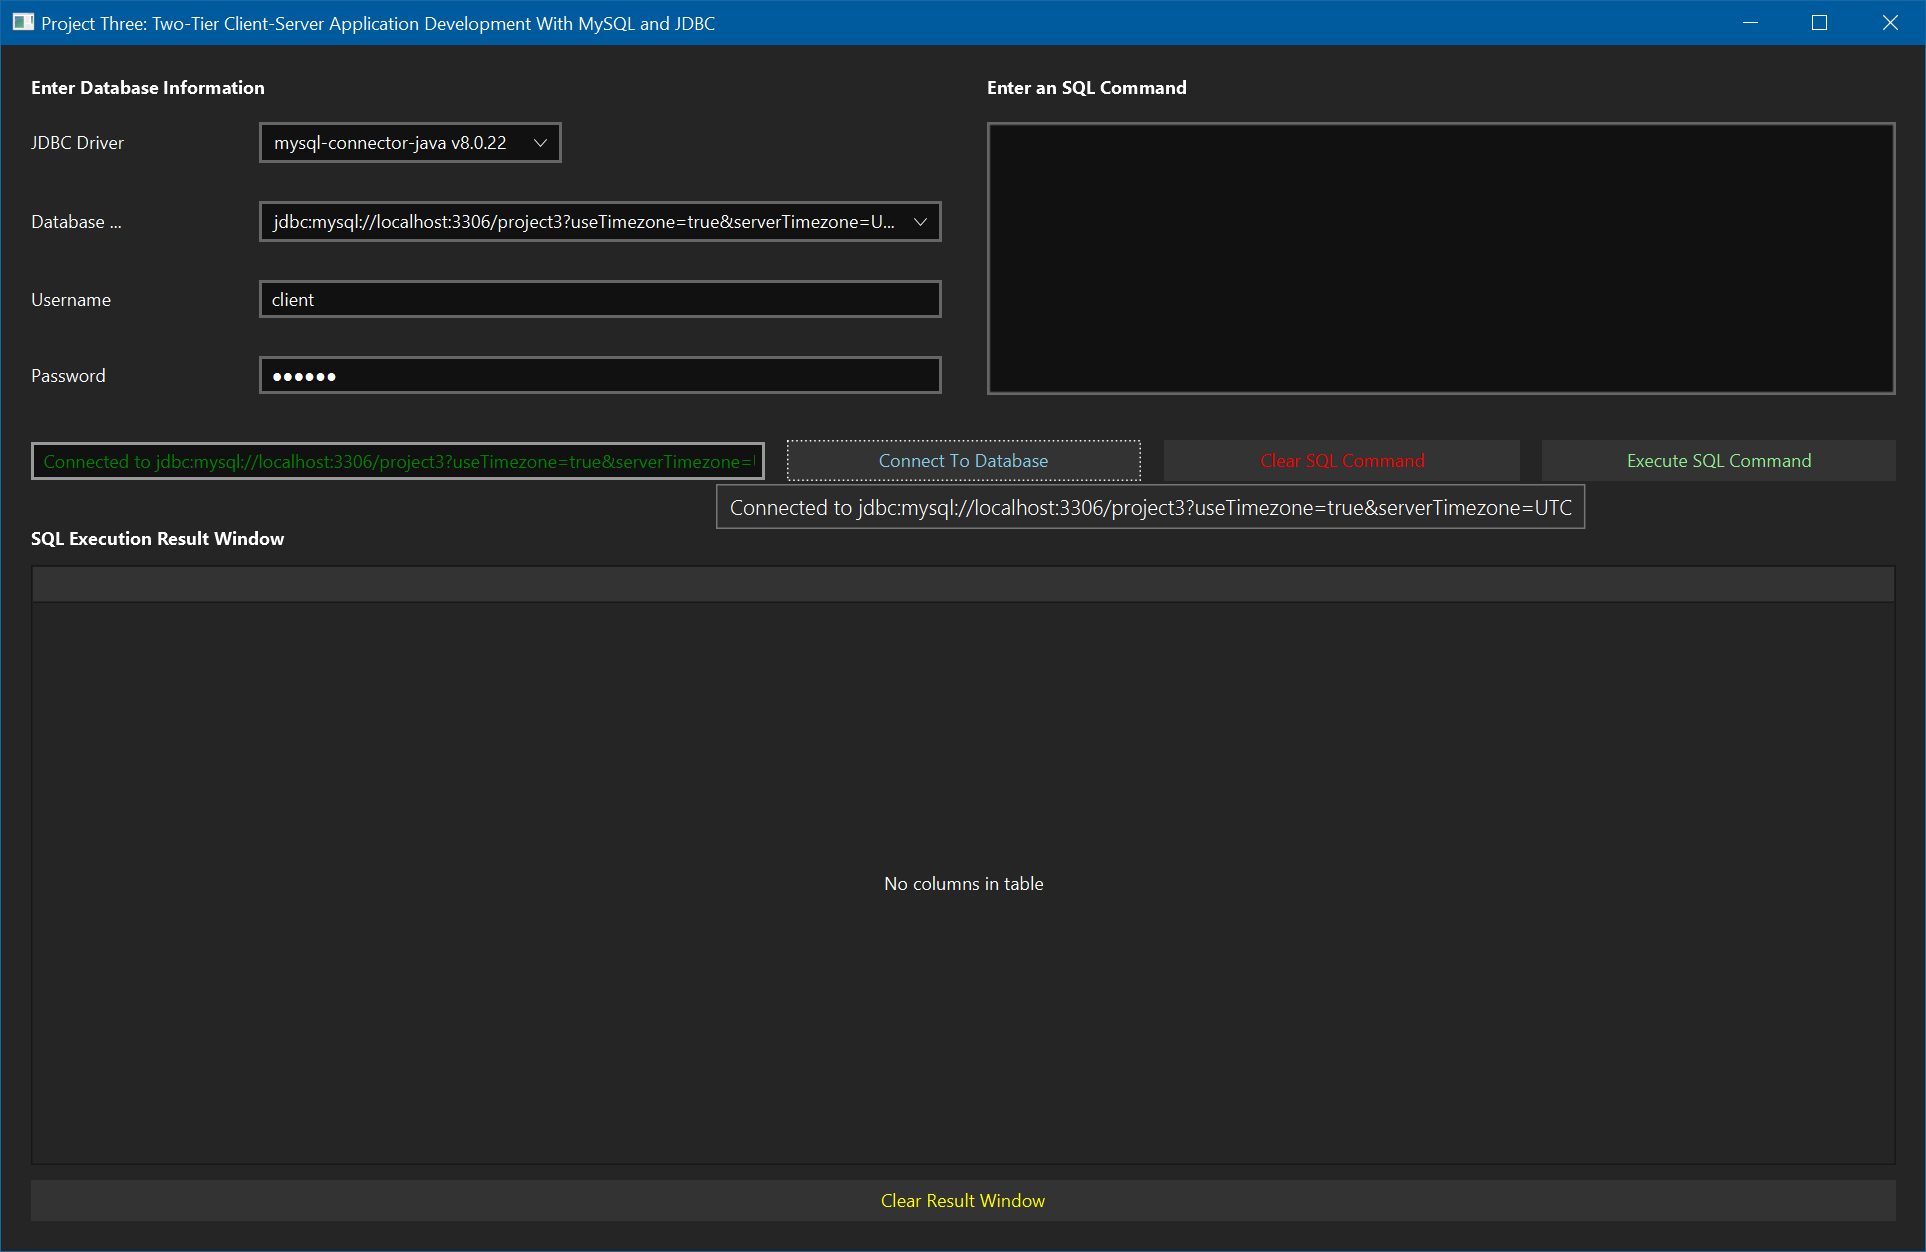 Project Three: Two-Tier Client-Server Application Development With MySQL and JDBC
Enter Database Information
Enter an SQL Command
JDBC Driver
mysql-connector-java v8.0.22
Database ...
jdbc:mysql://localhost:3306/project3?useTimezone=true&serverTimezone=U...
Username
client
Password
●●●●●●
Connected to jdbc:mysql://localhost:3306/project3?useTimezone=true&serverTimezone=
Connect To Database
Clear SQL Command
Execute SQL Command
Connected to jdbc:mysql://localhost:3306/project3?useTimezone=true&serverTimezone=UTC
SQL Execution Result Window
No columns in table
Clear Result Window